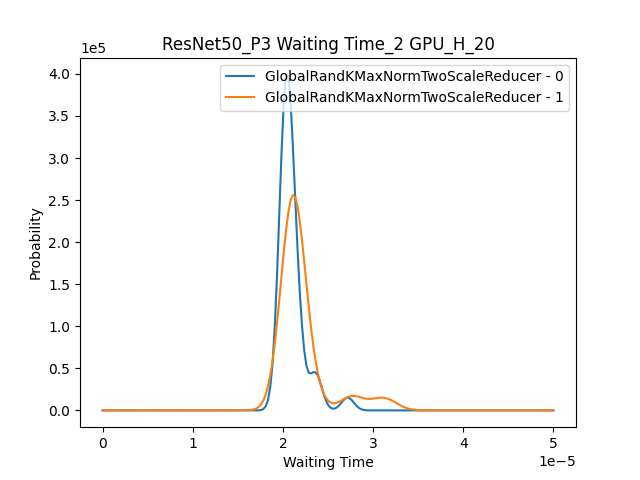 ResNet50_P3 Waiting Time_2 GPU_H_20
1e5
GlobalRandKMaxNormTwoScaleReducer - 0
GlobalRandKMaxNormTwoScaleReducer - 1
4.0
3.5
3.0
2.5
2.0
1.5
1.0
0.5
0.0
Probability
0 1 2 3 4 5
Waiting Time
1e−5